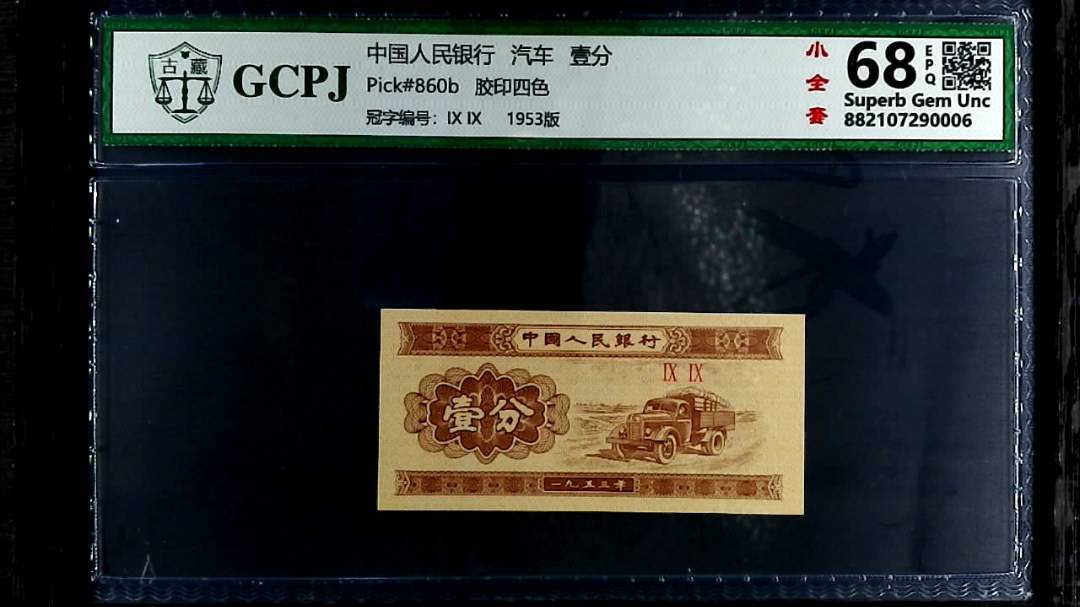 古藏
GCPJ
中国人民银行 汽车 壹分
Pick#860b 胶印四色
冠字编号: IX IX 1953版
小全套
68
EPQ
Superb Gem Unc
882107290006
中國人民銀行
IX IX
壹分
一九五三年